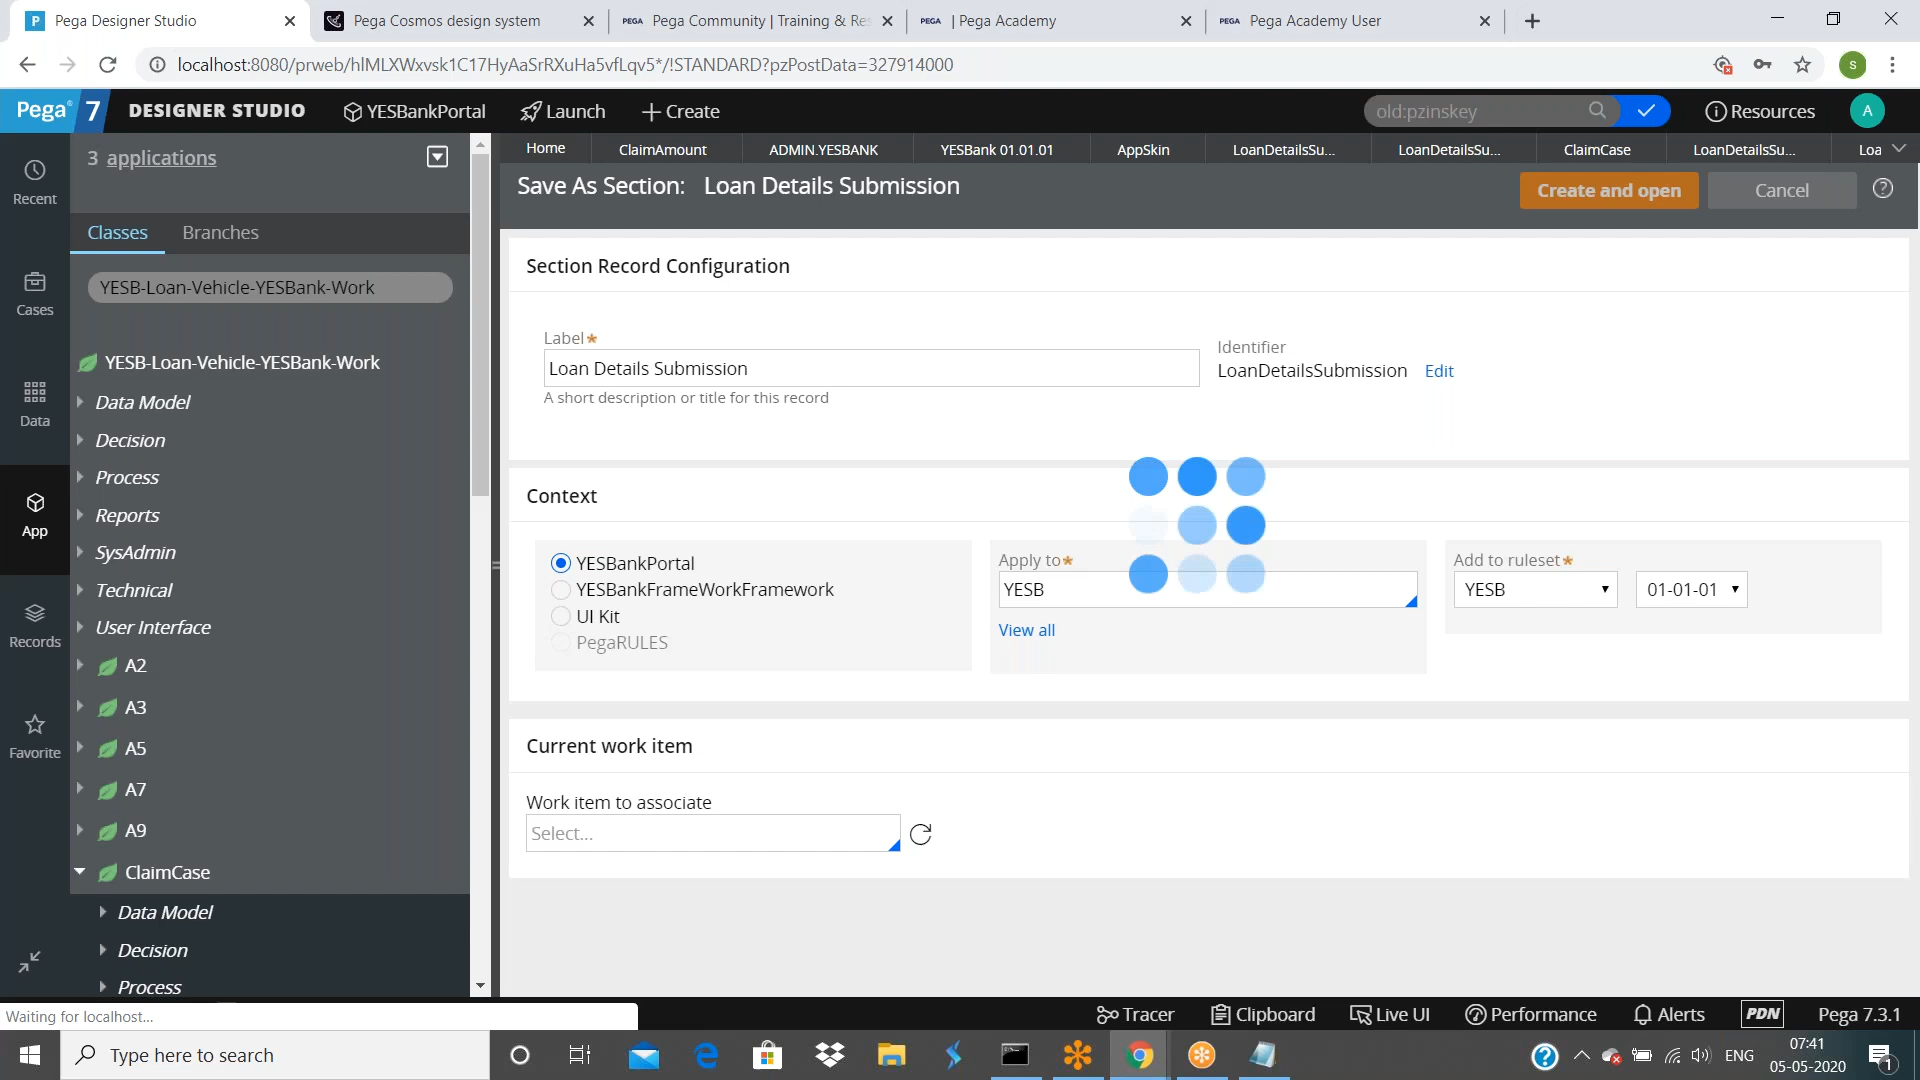 Pega Designer Studio
Pega Cosmos design system
PEGA Pega Community | Training & Res
PEGA | Pega Academy
PEGA Pega Academy User
localhost:8080/prweb/hlMLXWxvsk1C17HyAaSrRXuHa5vfLqv5*/!STANDARD?pzPostData=327914000
s
Pega 7 DESIGNER STUDIO YESBankPortal Launch Create
old:pzinskey
Resources
A
3 applications
Home ClaimAmount ADMIN.YESBANK YESBank 01.01.01 AppSkin LoanDetailsSu... LoanDetailsSu... ClaimCase LoanDetailsSu... Loa
Save As Section: Loan Details Submission
Create and open Cancel
Recent
Cases
Data
App
Records
Favorite
Classes Branches
YESB-Loan-Vehicle-YESBank-Work
YESB-Loan-Vehicle-YESBank-Work
Data Model
Decision
Process
Reports
SysAdmin
Technical
User Interface
A2
A3
A5
A7
A9
ClaimCase
Data Model
Decision
Process
Section Record Configuration
Label*
Loan Details Submission
A short description or title for this record
Identifier
LoanDetailsSubmission Edit
Context
YESBankPortal
YESBankFrameWorkFramework
UI Kit
PegaRULES
Apply to*
YESB
View all
Add to ruleset*
YESB 01-01-01
Current work item
Work item to associate
Select...
Waiting for localhost...
Tracer Clipboard Live UI Performance Alerts PDN Pega 7.3.1
Type here to search
ENG
07:41
05-05-2020
1